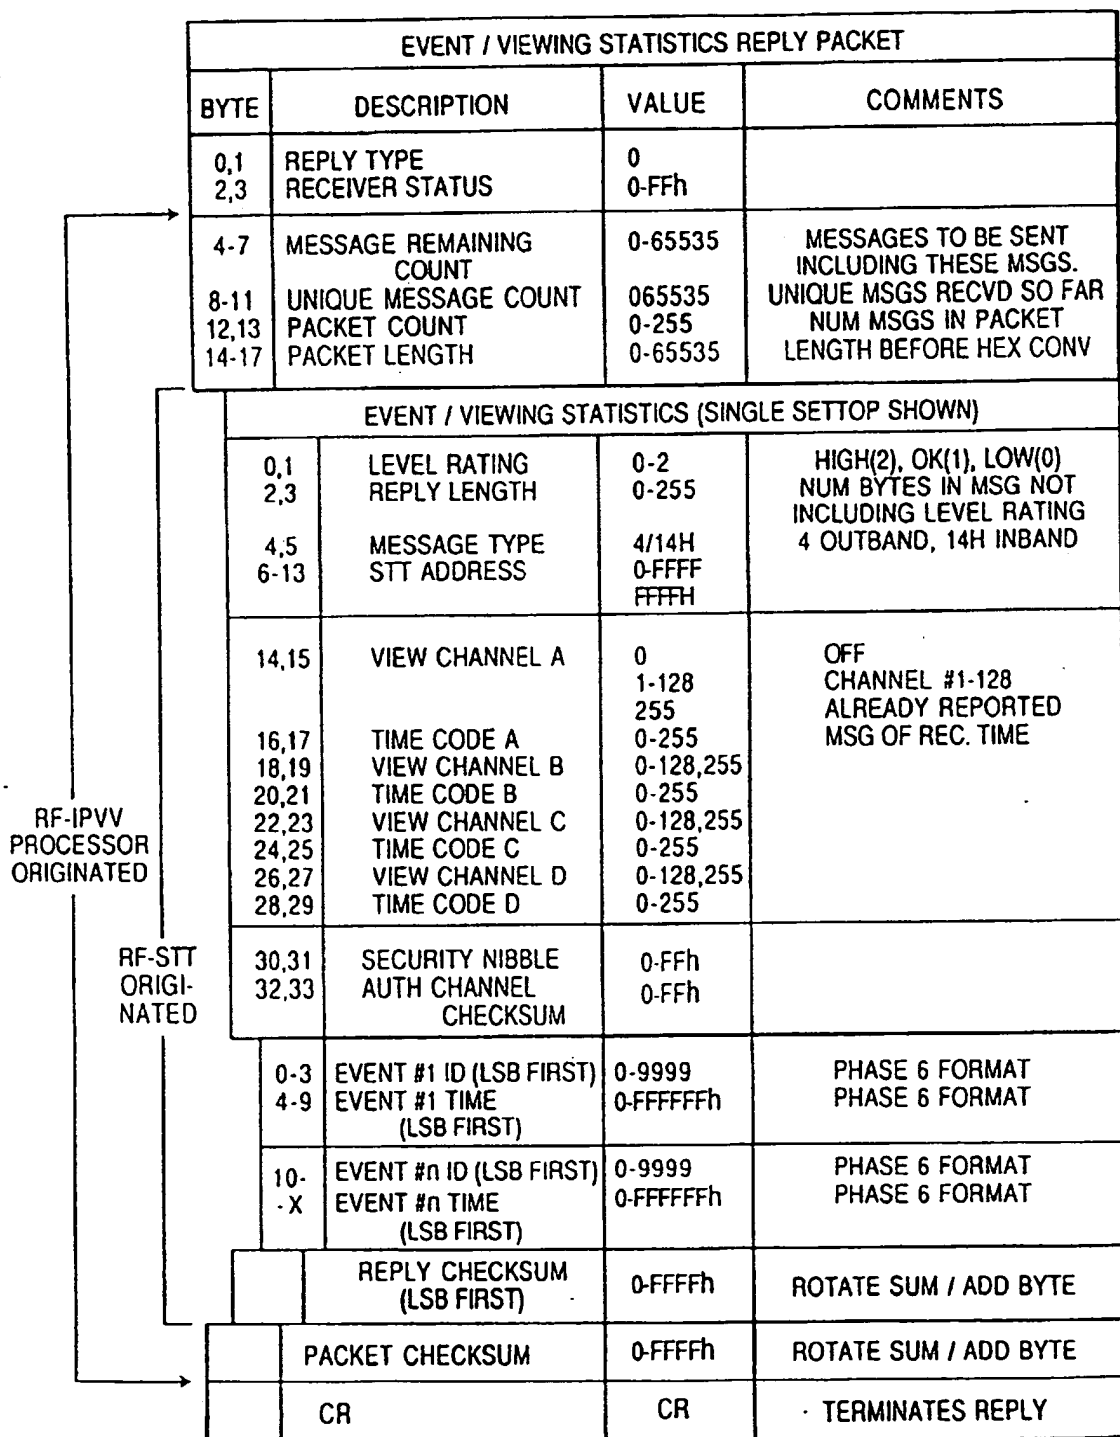 EVENT / VIEWING STATISTICS REPLY PACKET
BYTE DESCRIPTION VALUE COMMENTS
0,1 REPLY TYPE 0
2,3 RECEIVER STATUS 0-FFh
4-7 MESSAGE REMAINING 0-65535 MESSAGES TO BE SENT
COUNT INCLUDING THESE MSGS.
8-11 UNIQUE MESSAGE COUNT 065535 UNIQUE MSGS RECVD SO FAR
12,13 PACKET COUNT 0-255 NUM MSGS IN PACKET
14-17 PACKET LENGTH 0-65535 LENGTH BEFORE HEX CONV
EVENT / VIEWING STATISTICS (SINGLE SETTOP SHOWN)
0,1 LEVEL RATING 0-2 HIGH(2), OK(1), LOW(0)
2,3 REPLY LENGTH 0-255 NUM BYTES IN MSG NOT
INCLUDING LEVEL RATING
4,5 MESSAGE TYPE 4/14H 4 OUTBAND, 14H INBAND
6-13 STT ADDRESS 0-FFFF
FFFFH
14,15 VIEW CHANNEL A 0 OFF
1-128 CHANNEL #1-128
255 ALREADY REPORTED
16,17 TIME CODE A 0-255 MSG OF REC. TIME
18,19 VIEW CHANNEL B 0-128,255
20,21 TIME CODE B 0-255
22,23 VIEW CHANNEL C 0-128,255
24,25 TIME CODE C 0-255
26,27 VIEW CHANNEL D 0-128,255
28,29 TIME CODE D 0-255
RF-IPVV
PROCESSOR
ORIGINATED
30,31 SECURITY NIBBLE 0-FFh
32,33 AUTH CHANNEL 0-FFh
CHECKSUM
RF-STT
ORIGI-
NATED
0-3 EVENT #1 ID (LSB FIRST) 0-9999 PHASE 6 FORMAT
4-9 EVENT #1 TIME 0-FFFFFFh PHASE 6 FORMAT
(LSB FIRST)
10- EVENT #n ID (LSB FIRST) 0-9999 PHASE 6 FORMAT
-X EVENT #n TIME 0-FFFFFFh PHASE 6 FORMAT
(LSB FIRST)
REPLY CHECKSUM 0-FFFFh ROTATE SUM / ADD BYTE
(LSB FIRST)
PACKET CHECKSUM 0-FFFFh ROTATE SUM / ADD BYTE
CR CR TERMINATES REPLY